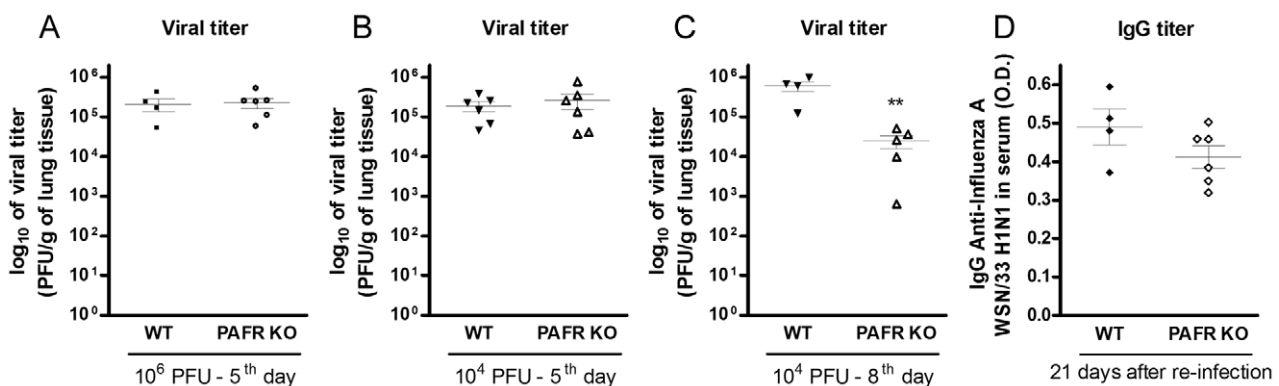 A
Viral titer
log₁₀ of viral titer
(PFU/g of lung tissue)
10⁶
10⁵
10⁴
10³
10²
10¹
10⁰
WT
PAFR KO
10⁶ PFU - 5ᵗʰ day
B
Viral titer
log₁₀ of viral titer
(PFU/g of lung tissue)
10⁶
10⁵
10⁴
10³
10²
10¹
10⁰
WT
PAFR KO
10⁴ PFU - 5ᵗʰ day
C
Viral titer
log₁₀ of viral titer
(PFU/g of lung tissue)
10⁶
10⁵
10⁴
10³
10²
10¹
10⁰
**
WT
PAFR KO
10⁴ PFU - 8ᵗʰ day
D
IgG titer
IgG Anti-Influenza A
WSN/33 H1N1 in serum (O.D.)
0.6
0.5
0.4
0.3
0.2
0.1
0.0
WT
PAFR KO
21 days after re-infection